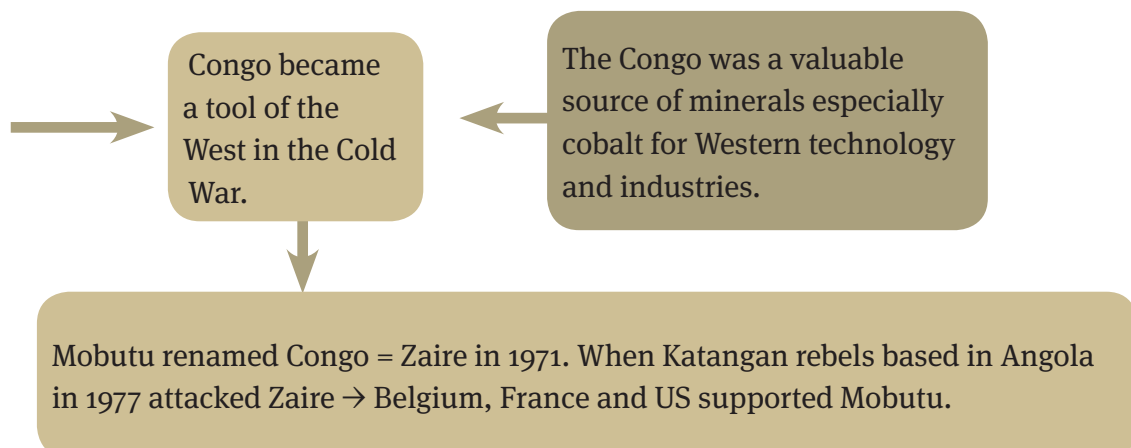 Congo became
a tool of the
West in the Cold
War.
The Congo was a valuable
source of minerals especially
cobalt for Western technology
and industries.
Mobutu renamed Congo = Zaire in 1971. When Katangan rebels based in Angola
in 1977 attacked Zaire → Belgium, France and US supported Mobutu.